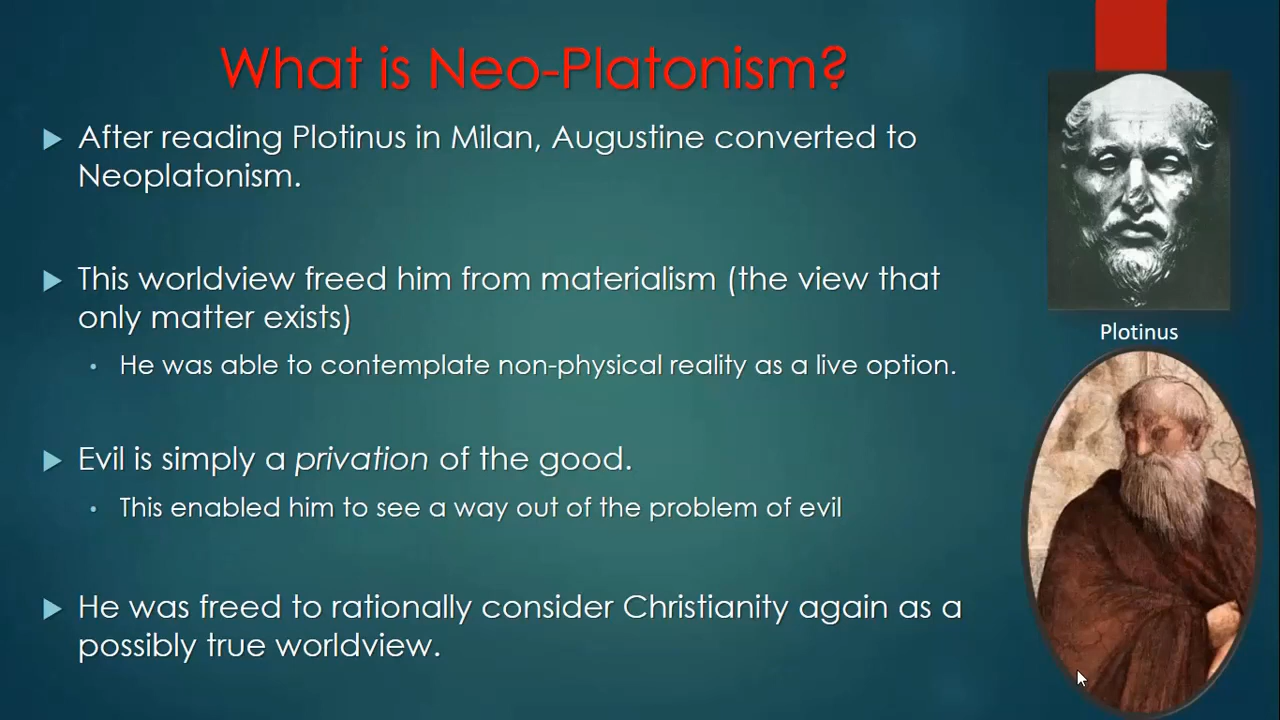 What is Neo-Platonism?
After reading Plotinus in Milan, Augustine converted to
Neoplatonism.
This worldview freed him from materialism (the view that
only matter exists)
He was able to contemplate non-physical reality as a live option.
Evil is simply a privation of the good.
This enabled him to see a way out of the problem of evil
He was freed to rationally consider Christianity again as a
possibly true worldview.
Plotinus